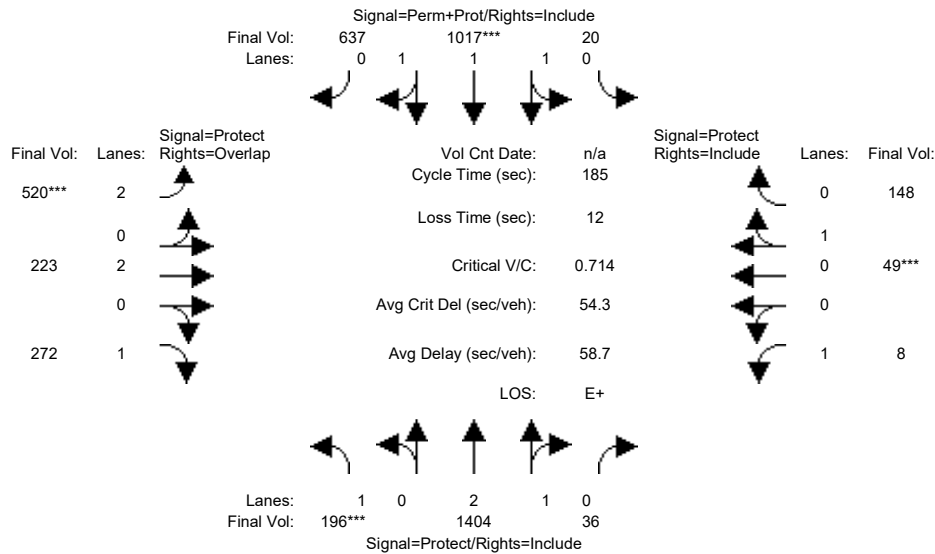 Signal=Perm+Prot/Rights=Include
Final Vol: 637 1017*** 20
Lanes: 0 1 1 1 0
Signal=Protect
Final Vol: Lanes: Rights=Overlap
Vol Cnt Date: n/a
Cycle Time (sec): 185
Signal=Protect
Rights=Include Lanes: Final Vol:
520*** 2
0 148
Loss Time (sec): 12
0
1
223 2
Critical V/C: 0.714
0 49***
0
Avg Crit Del (sec/veh): 54.3
0
272 1
Avg Delay (sec/veh): 58.7
1 8
LOS: E+
Lanes: 1 0 2 1 0
Final Vol: 196*** 1404 36
Signal=Protect/Rights=Include